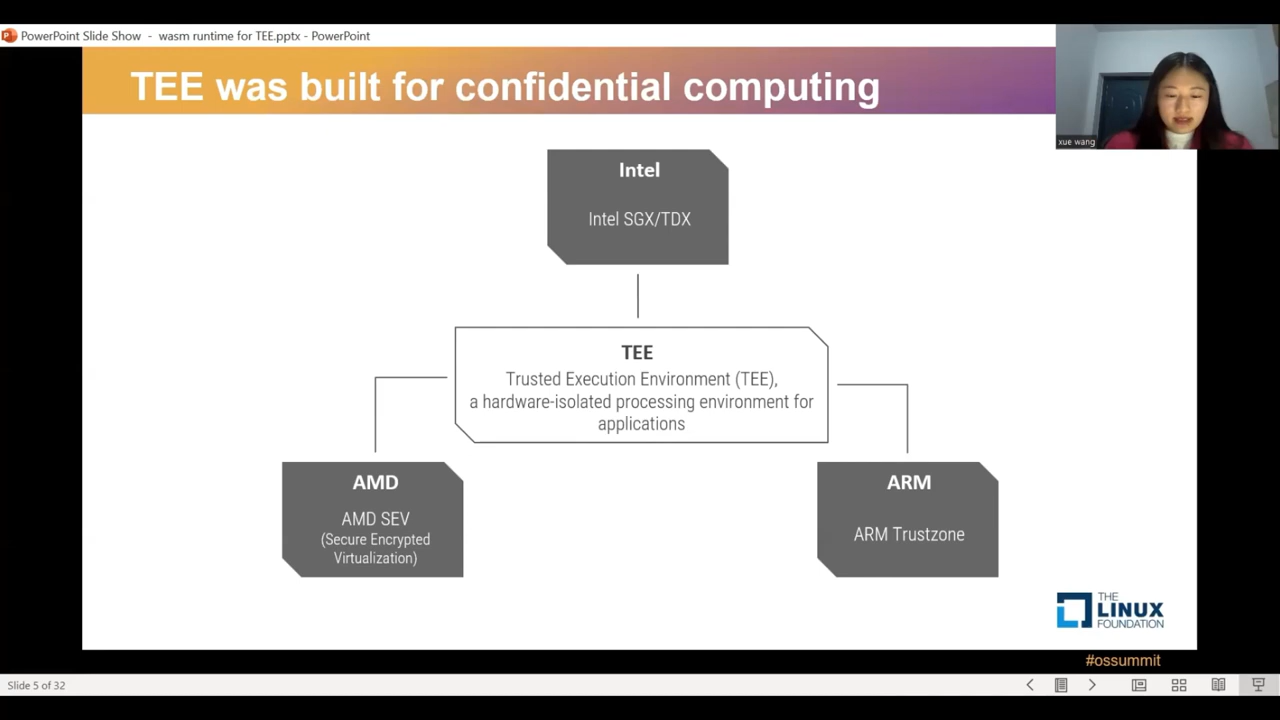 PowerPoint Slide Show - wasm runtime for TEE.pptx - PowerPoint
TEE was built for confidential computing
xue wang
Intel
Intel SGX/TDX
TEE
Trusted Execution Environment (TEE),
a hardware-isolated processing environment for
applications
AMD
AMD SEV
(Secure Encrypted
Virtualization)
ARM
ARM Trustzone
THE
LINUX
FOUNDATION
#ossummit
Slide 5 of 32